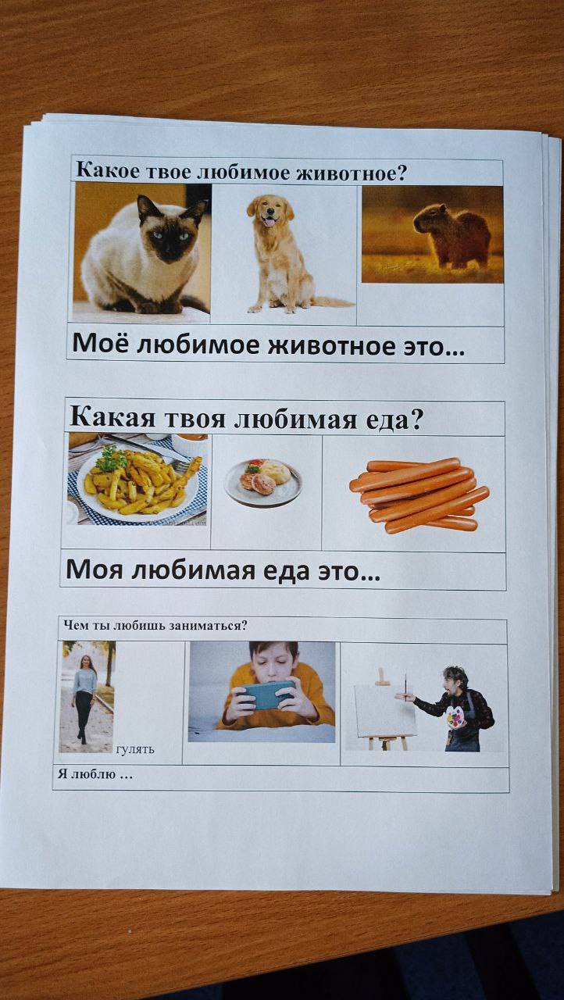 Какое твое любимое животное?
Моё любимое животное это...
Какая твоя любимая еда?
Моя любимая еда это...
Чем ты любишь заниматься?
гулять
Я люблю ...